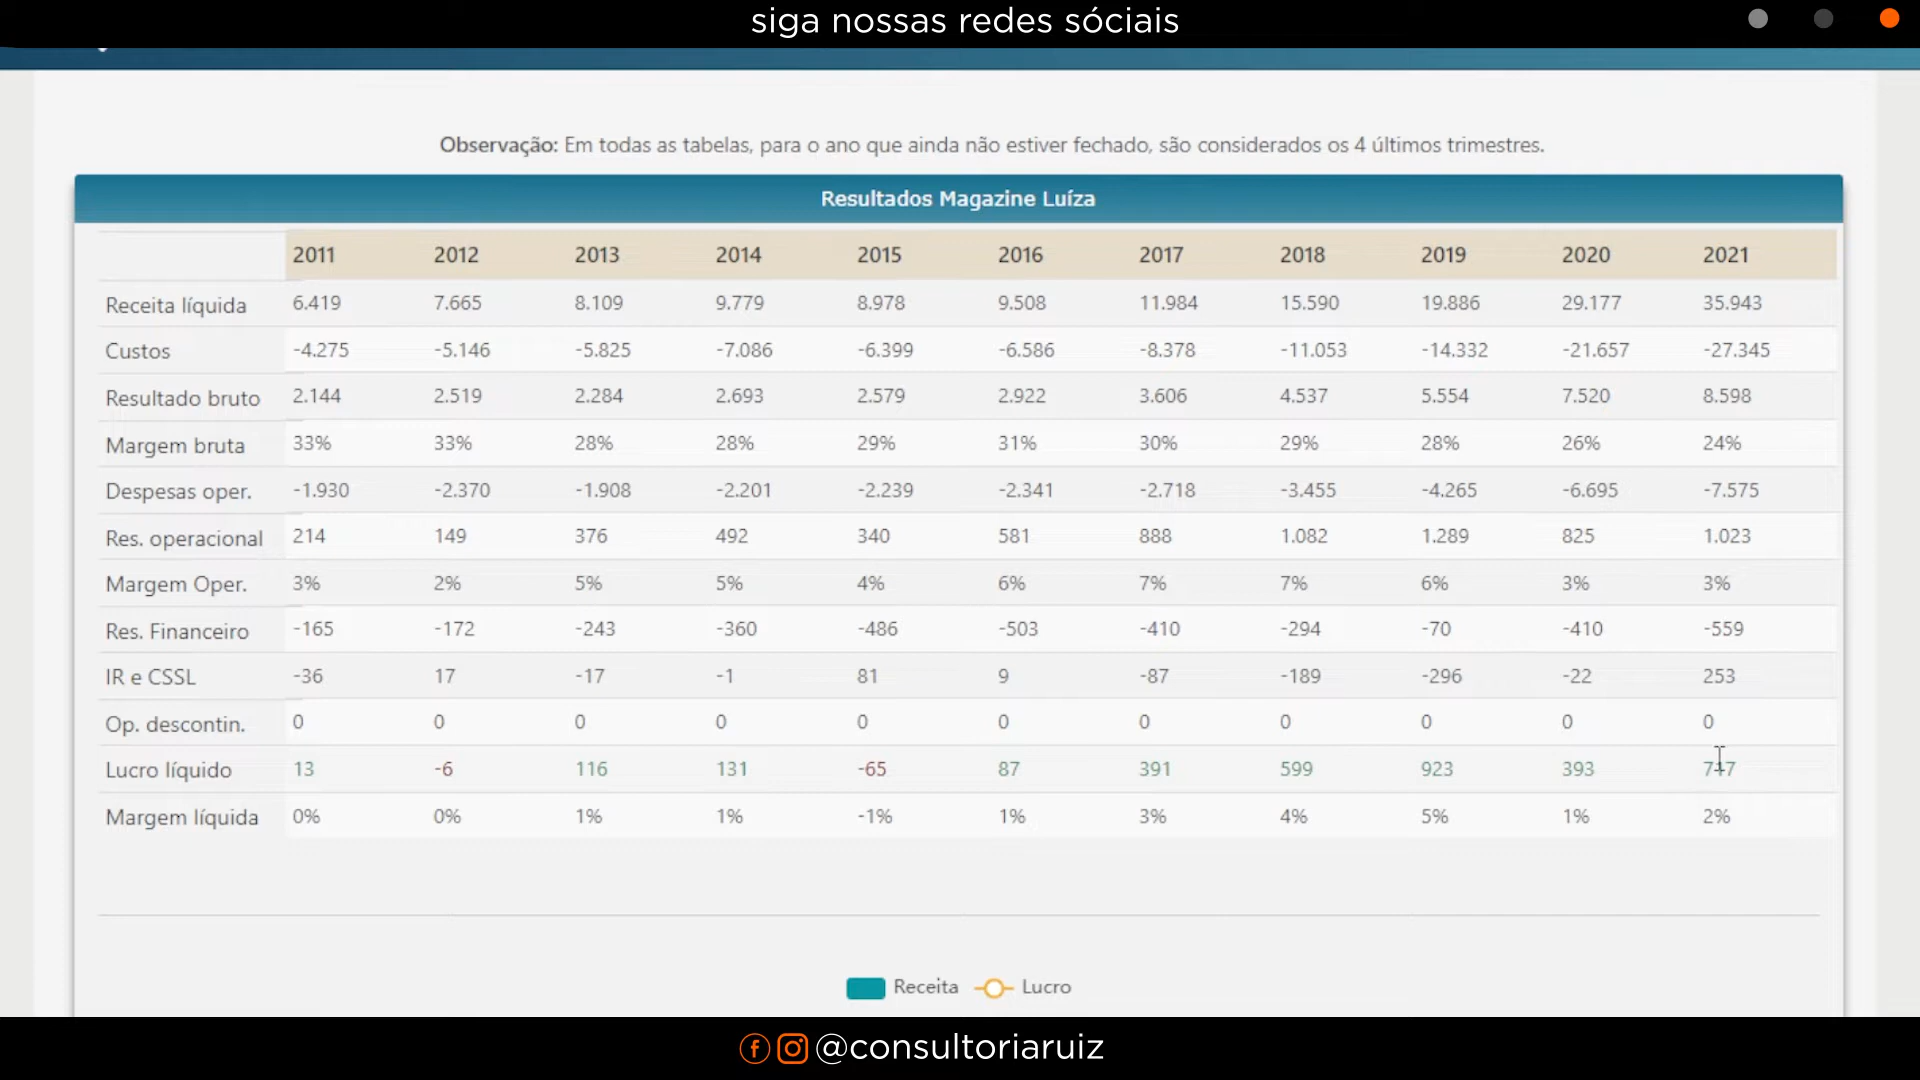 siga nossas redes sóciais
Observação: Em todas as tabelas, para o ano que ainda não estiver fechado, são considerados os 4 últimos trimestres.
Resultados Magazine Luíza
2011 2012 2013 2014 2015 2016 2017 2018 2019 2020 2021
Receita líquida 6.419 7.665 8.109 9.779 8.978 9.508 11.984 15.590 19.886 29.177 35.943
Custos -4.275 -5.146 -5.825 -7.086 -6.399 -6.586 -8.378 -11.053 -14.332 -21.657 -27.345
Resultado bruto 2.144 2.519 2.284 2.693 2.579 2.922 3.606 4.537 5.554 7.520 8.598
Margem bruta 33% 33% 28% 28% 29% 31% 30% 29% 28% 26% 24%
Despesas oper. -1.930 -2.370 -1.908 -2.201 -2.239 -2.341 -2.718 -3.455 -4.265 -6.695 -7.575
Res. operacional 214 149 376 492 340 581 888 1.082 1.289 825 1.023
Margem Oper. 3% 2% 5% 5% 4% 6% 7% 7% 6% 3% 3%
Res. Financeiro -165 -172 -243 -360 -486 -503 -410 -294 -70 -410 -559
IR e CSSL -36 17 -17 -1 81 9 -87 -189 -296 -22 253
Op. descontin. 0 0 0 0 0 0 0 0 0 0 0
Lucro líquido 13 -6 116 131 -65 87 391 599 923 393
Margem líquida 0% 0% 1% 1% -1% 1% 3% 4% 5% 1% 2%
Receita Lucro
@consultoriaruiz